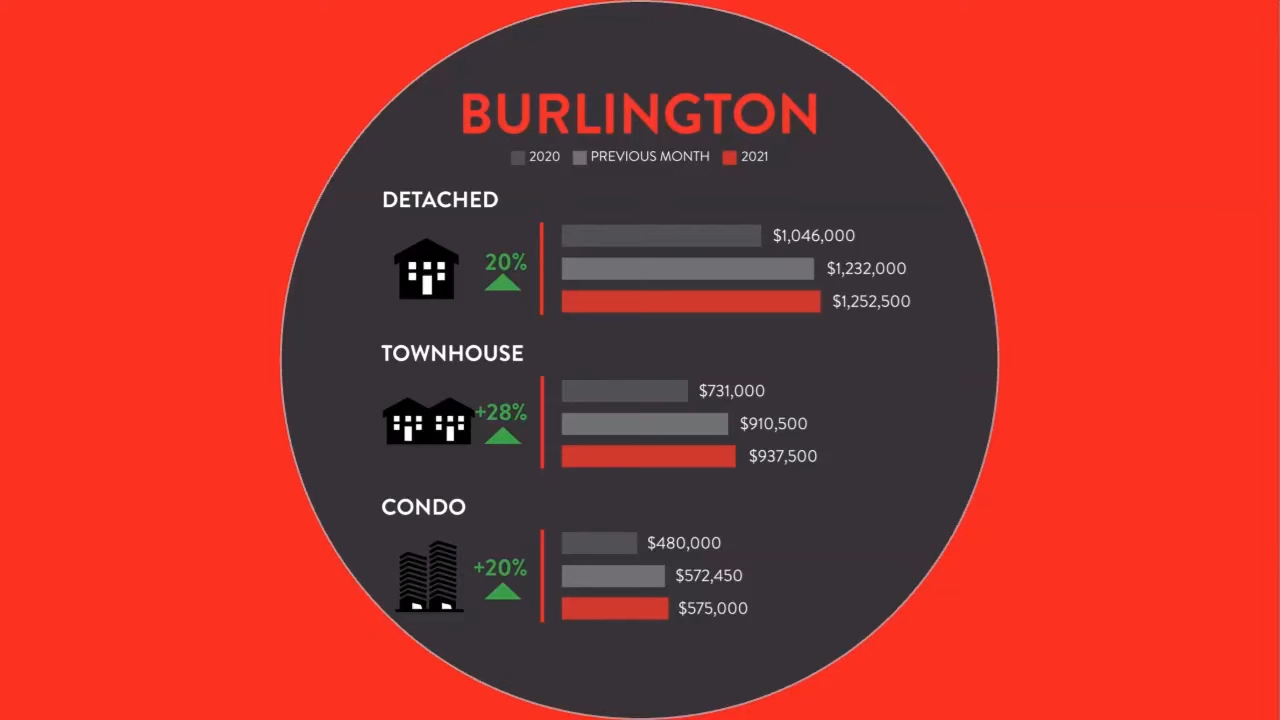 BURLINGTON
2020 PREVIOUS MONTH 2021
DETACHED
$1,046,000
20%
$1,232,000
$1,252,500
TOWNHOUSE
$731,000
+28%
$910,500
$937,500
CONDO
$480,000
+20%
$572,450
$575,000